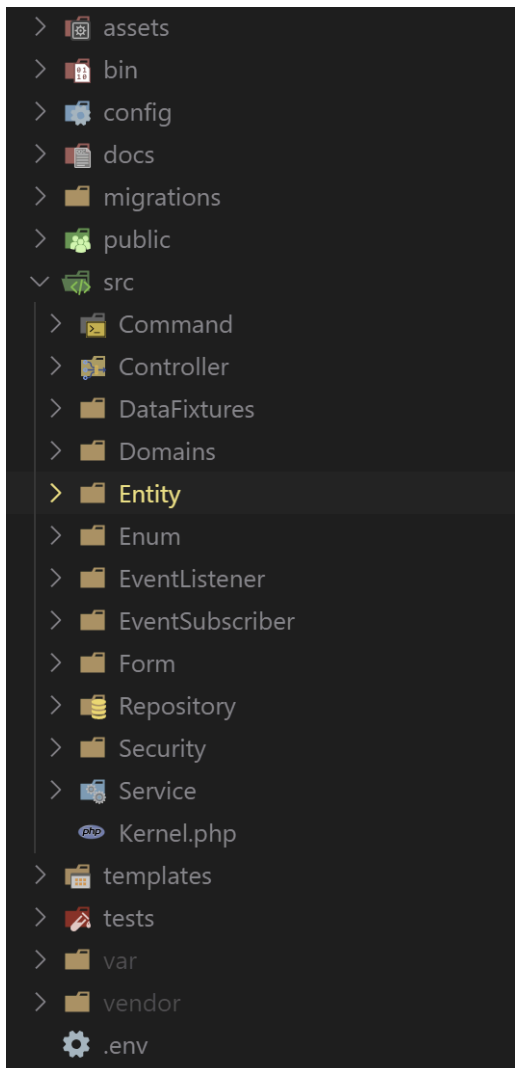 assets
bin
config
docs
migrations
public
src
Command
Controller
DataFixtures
Domains
Entity
Enum
EventListener
EventSubscriber
Form
Repository
Security
Service
php Kernel.php
templates
tests
var
vendor
.env